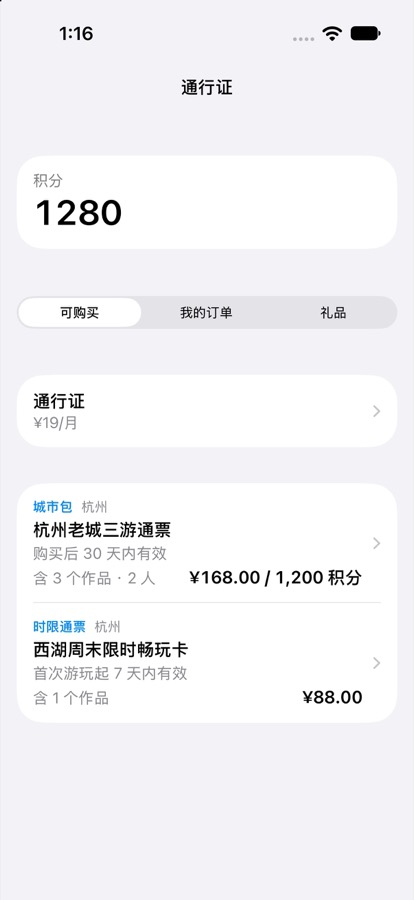 1:16
通行证
积分
1280
可购买 我的订单 礼品
通行证
¥19/月
城市包 杭州
杭州老城三游通票
购买后 30 天内有效
含 3 个作品 · 2 人 ¥168.00 / 1,200 积分
时限通票 杭州
西湖周末限时畅玩卡
首次游玩起 7 天内有效
含 1 个作品 ¥88.00